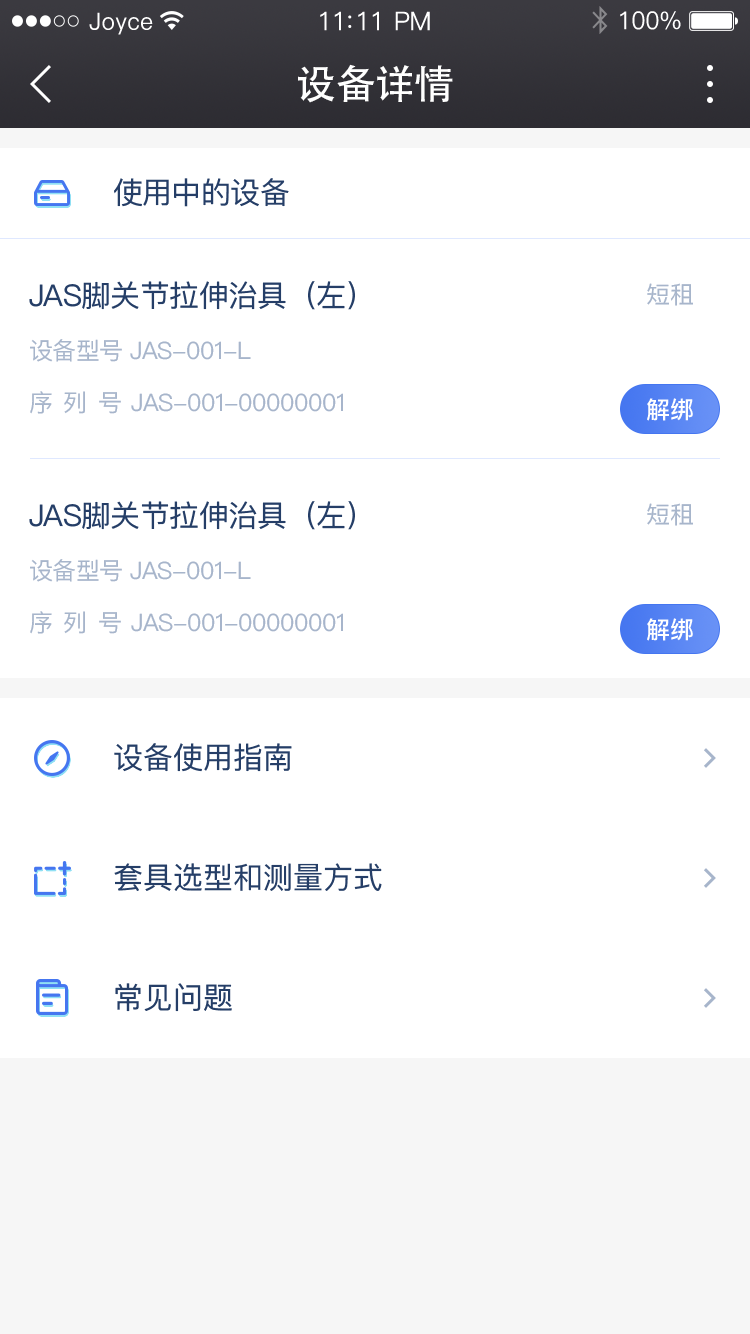 Joyce 11:11 PM 100%
设备详情
使用中的设备
JAS脚关节拉伸治具（左） 短租
设备型号 JAS-001-L
序 列 号 JAS-001-00000001
解绑
JAS脚关节拉伸治具（左） 短租
设备型号 JAS-001-L
序 列 号 JAS-001-00000001
解绑
设备使用指南
套具选型和测量方式
常见问题